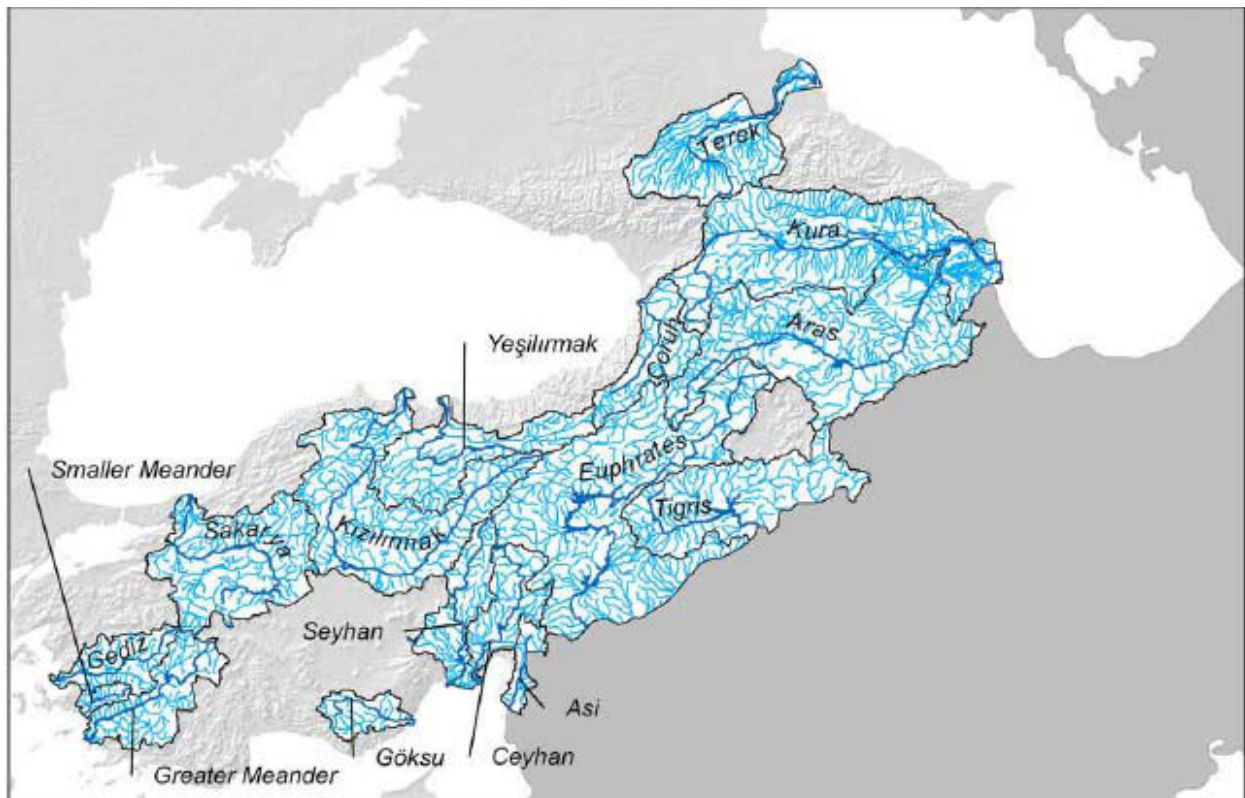 Terek
Kura
Aras
Çoruh
Yeşilırmak
Euphrates
Smaller Meander
Tigris
Sakarya
Kızılırmak
Seyhan
Gediz
Asi
Göksu
Ceyhan
Greater Meander